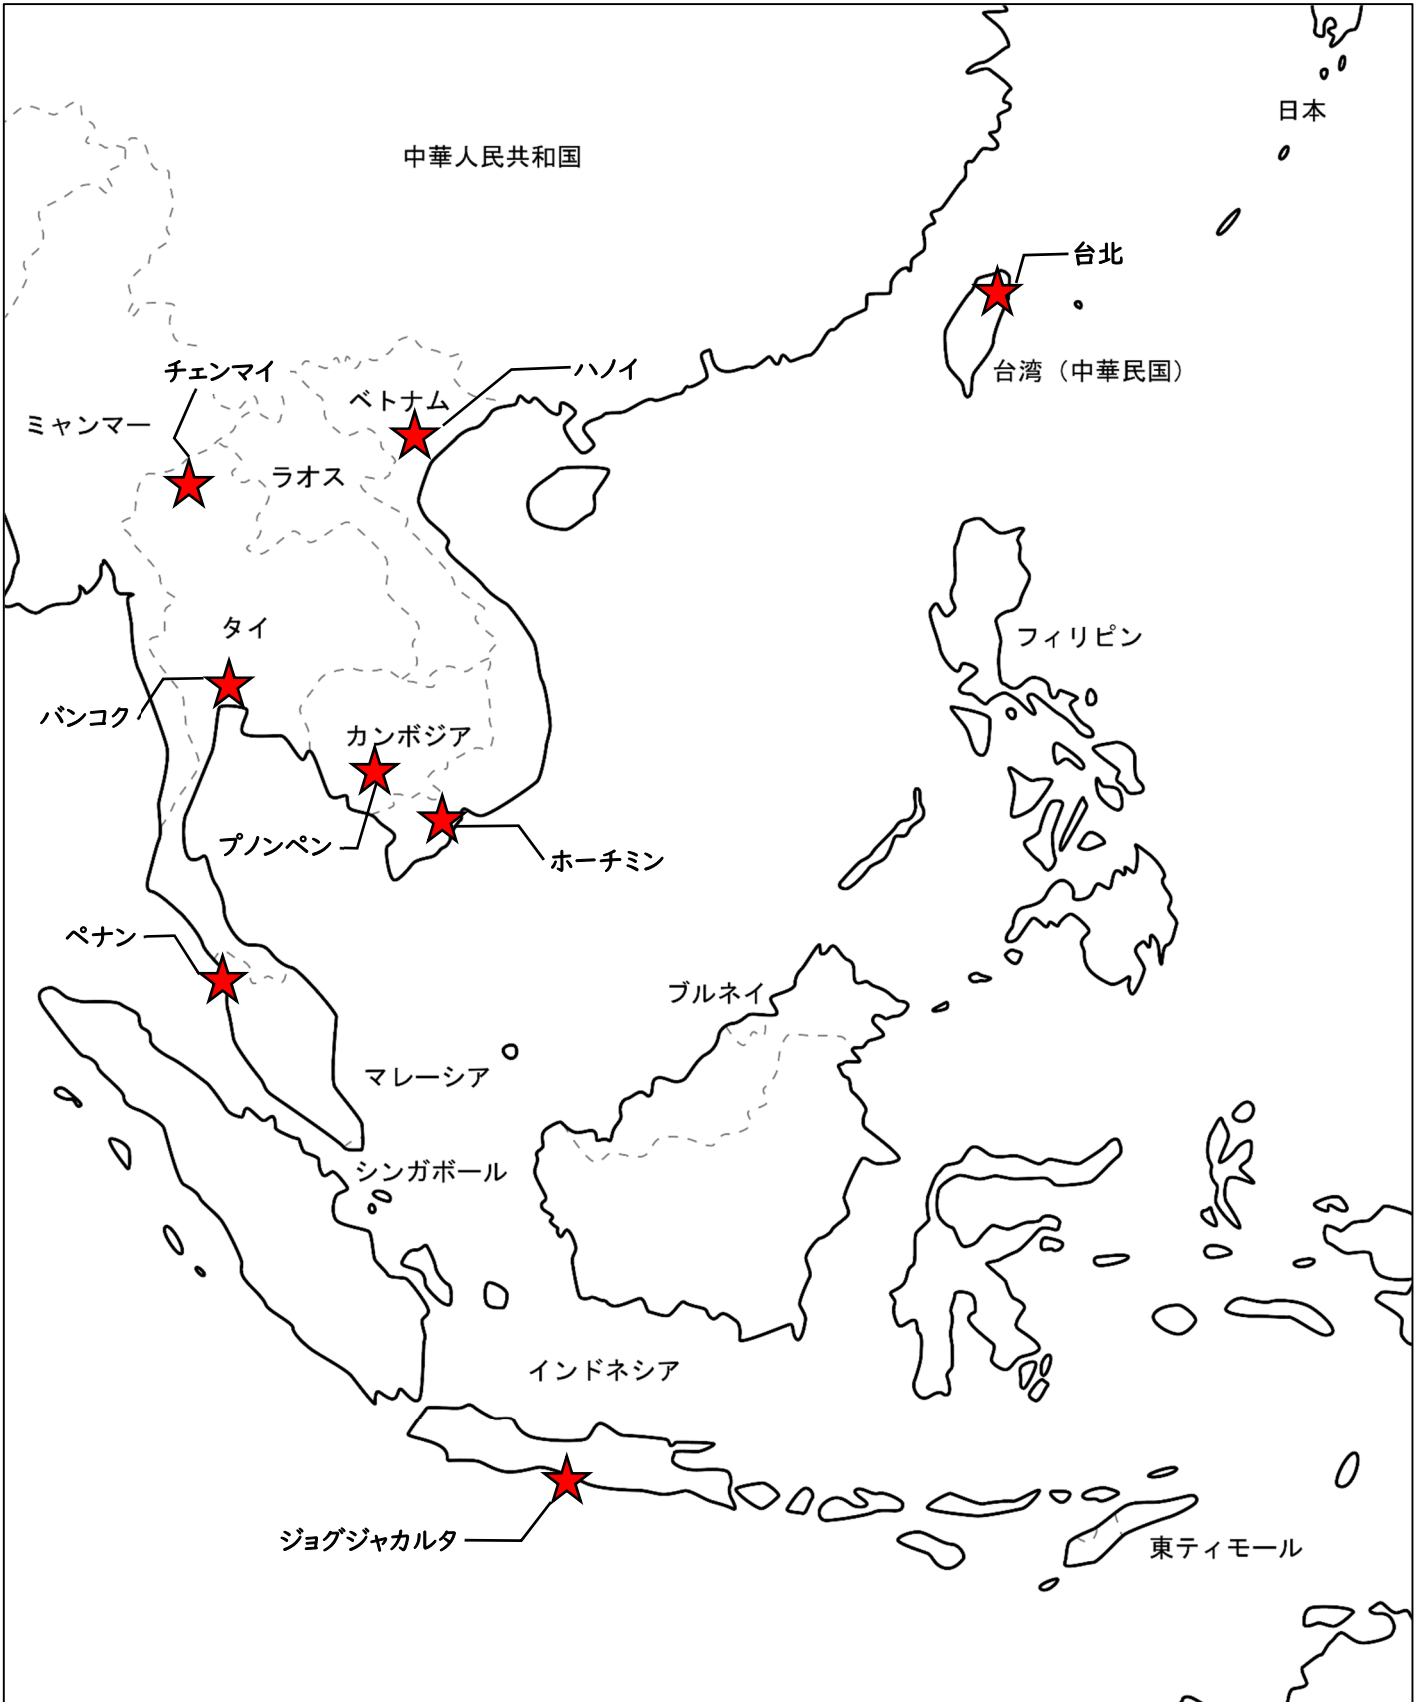 日本
中華人民共和国
台北
チェンマイ
ハノイ
台湾（中華民国）
ベトナム
ミャンマー
ラオス
タイ
フィリピン
バンコク
カンボジア
プノンペン
ホーチミン
ペナン
ブルネイ
マレーシア
シンガポール
インドネシア
ジョグジャカルタ
東ティモール